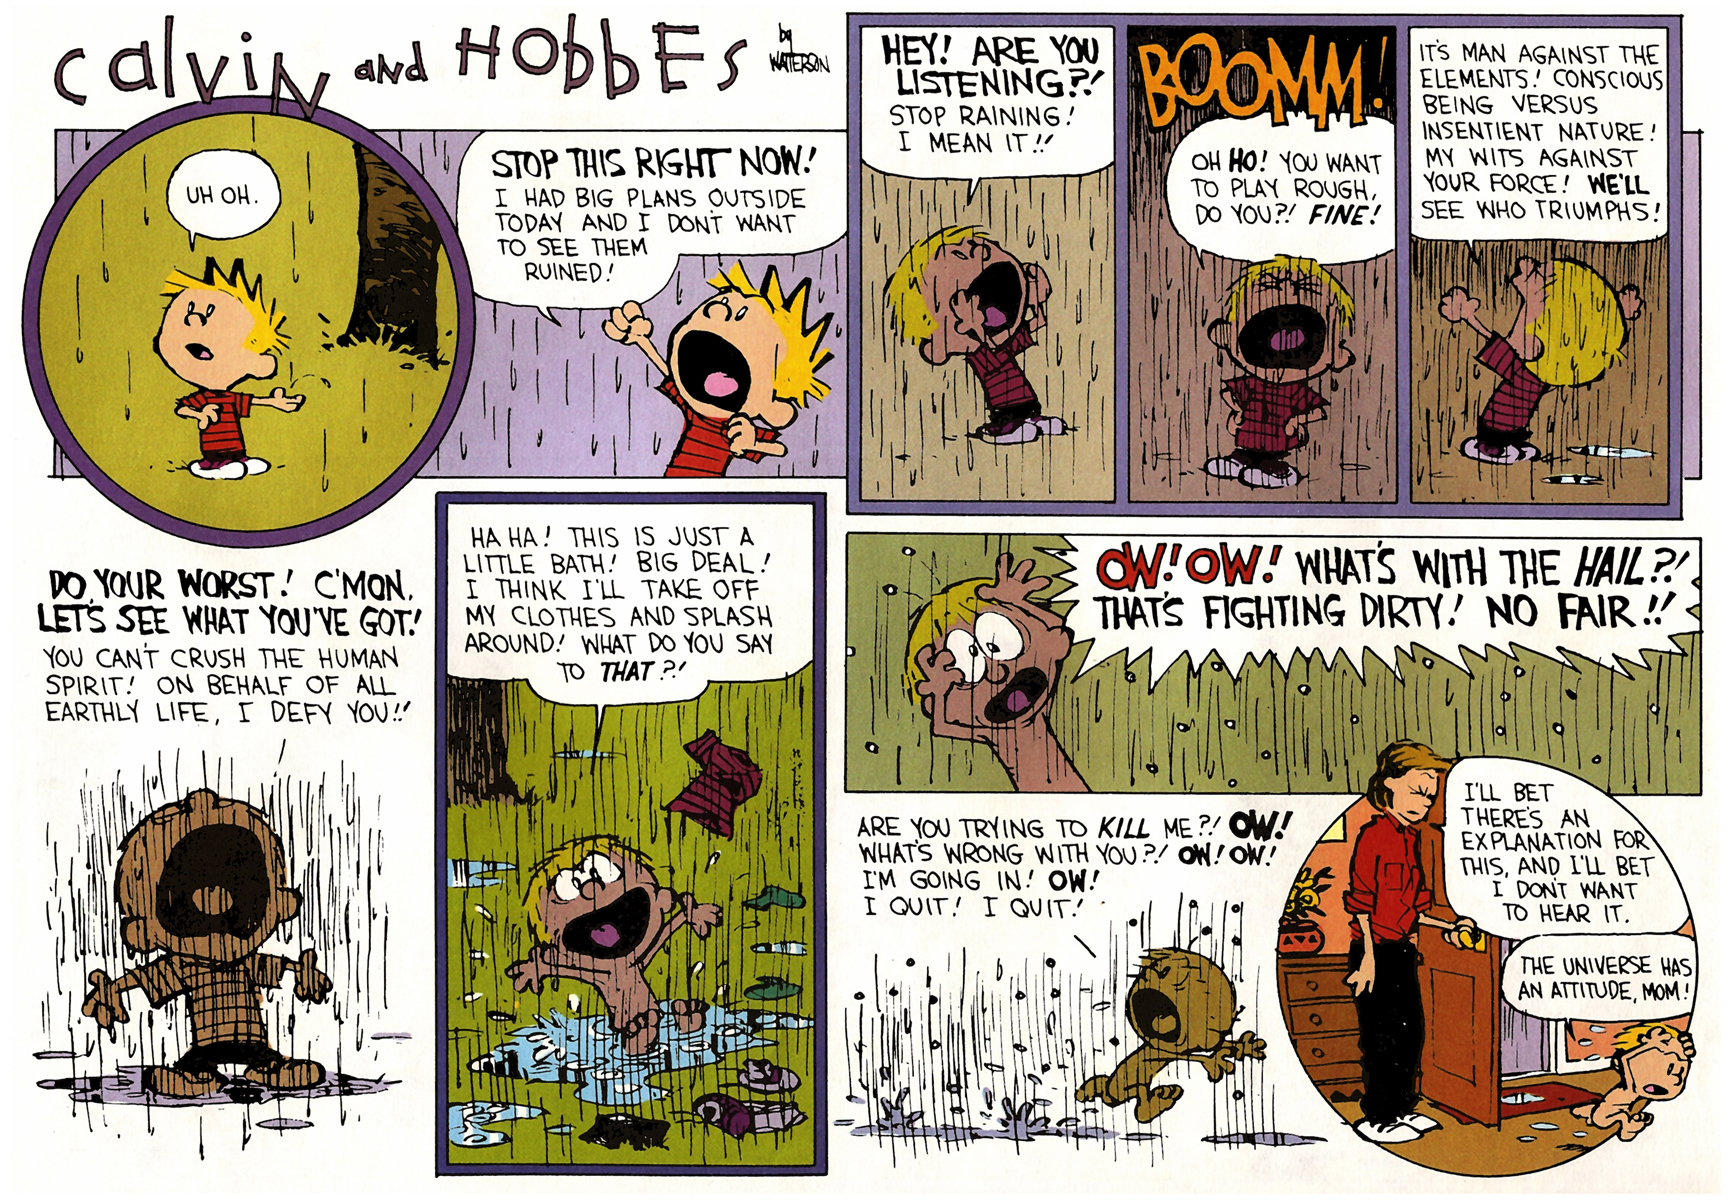 CALVIN AND HOBBES
by
WATTERSON
UH OH.
STOP THIS RIGHT NOW!
I HAD BIG PLANS OUTSIDE
TODAY AND I DON'T WANT
TO SEE THEM
RUINED!
HEY! ARE YOU
LISTENING?!
STOP RAINING!
I MEAN IT!!
BOOMM!
OH HO! YOU WANT
TO PLAY ROUGH,
DO YOU?! FINE!
IT'S MAN AGAINST THE
ELEMENTS! CONSCIOUS
BEING VERSUS
INSENTIENT NATURE!
MY WITS AGAINST
YOUR FORCE! WE'LL
SEE WHO TRIUMPHS!
DO YOUR WORST! C'MON,
LET'S SEE WHAT YOU'VE GOT!
YOU CAN'T CRUSH THE HUMAN
SPIRIT! ON BEHALF OF ALL
EARTHLY LIFE, I DEFY YOU!!
HA HA! THIS IS JUST A
LITTLE BATH! BIG DEAL!
I THINK I'LL TAKE OFF
MY CLOTHES AND SPLASH
AROUND! WHAT DO YOU SAY
TO THAT?!
OW! OW! WHAT'S WITH THE HAIL?!
THAT'S FIGHTING DIRTY! NO FAIR!!
ARE YOU TRYING TO KILL ME?! OW!
WHAT'S WRONG WITH YOU?! OW! OW!
I'M GOING IN! OW!
I QUIT! I QUIT!
I'LL BET
THERE'S AN
EXPLANATION FOR
THIS, AND I'LL BET
I DON'T WANT
TO HEAR IT.
THE UNIVERSE HAS
AN ATTITUDE, MOM!